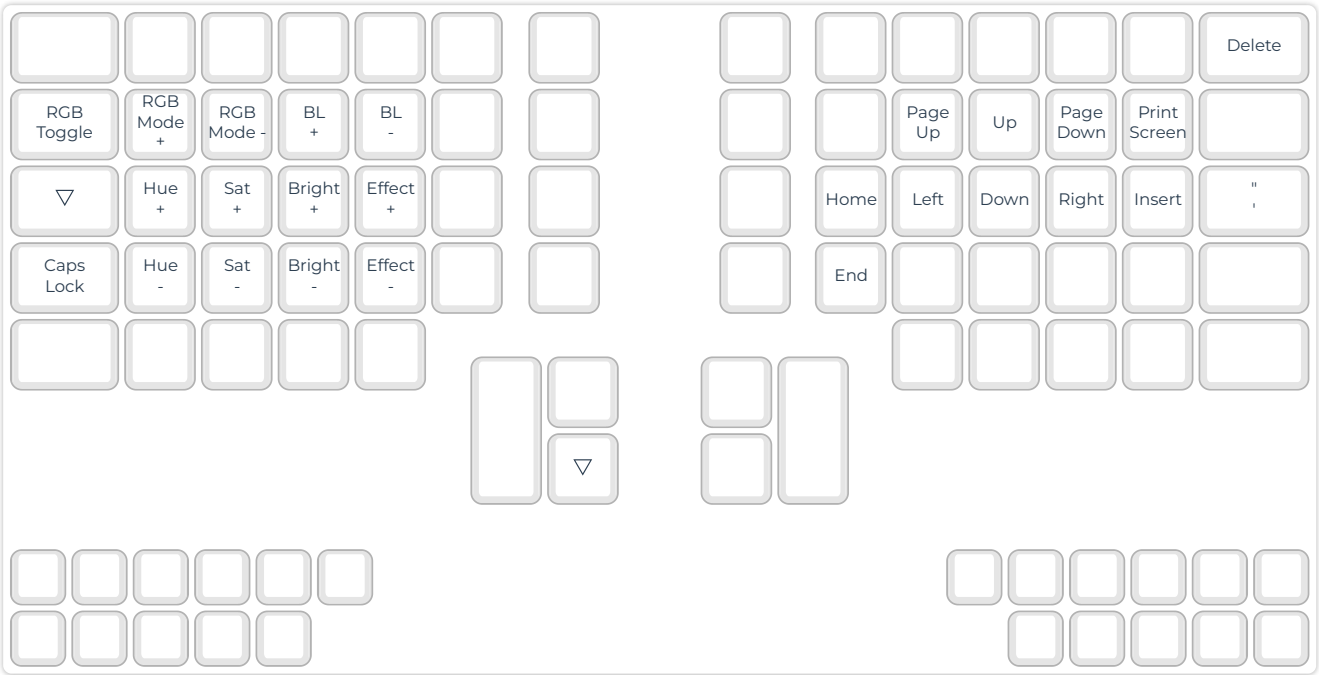 Delete
RGB Toggle
RGB Mode +
RGB Mode -
BL +
BL -
Page Up
Up
Page Down
Print Screen
▽
Hue +
Sat +
Bright +
Effect +
Home
Left
Down
Right
Insert
" '
Caps Lock
Hue -
Sat -
Bright -
Effect -
End
▽